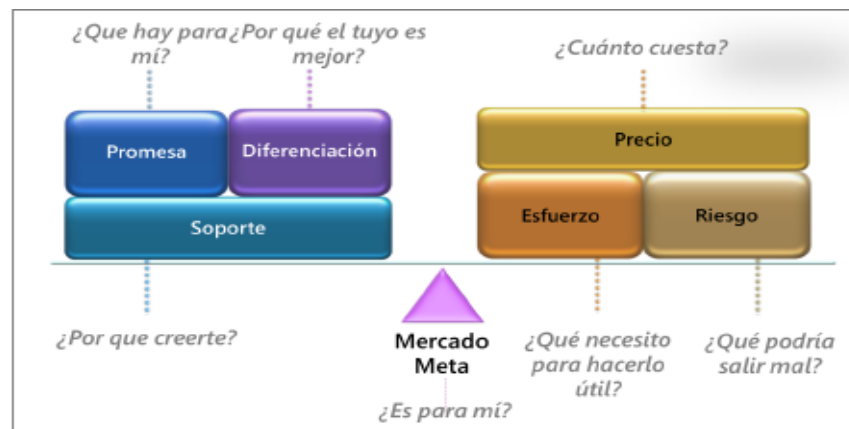 ¿Que hay para mí?
¿Por qué el tuyo es mejor?
¿Cuánto cuesta?
Promesa
Diferenciación
Precio
Soporte
Esfuerzo
Riesgo
¿Por que creerte?
Mercado
Meta
¿Qué necesito
para hacerlo
útil?
¿Qué podría
salir mal?
¿Es para mí?